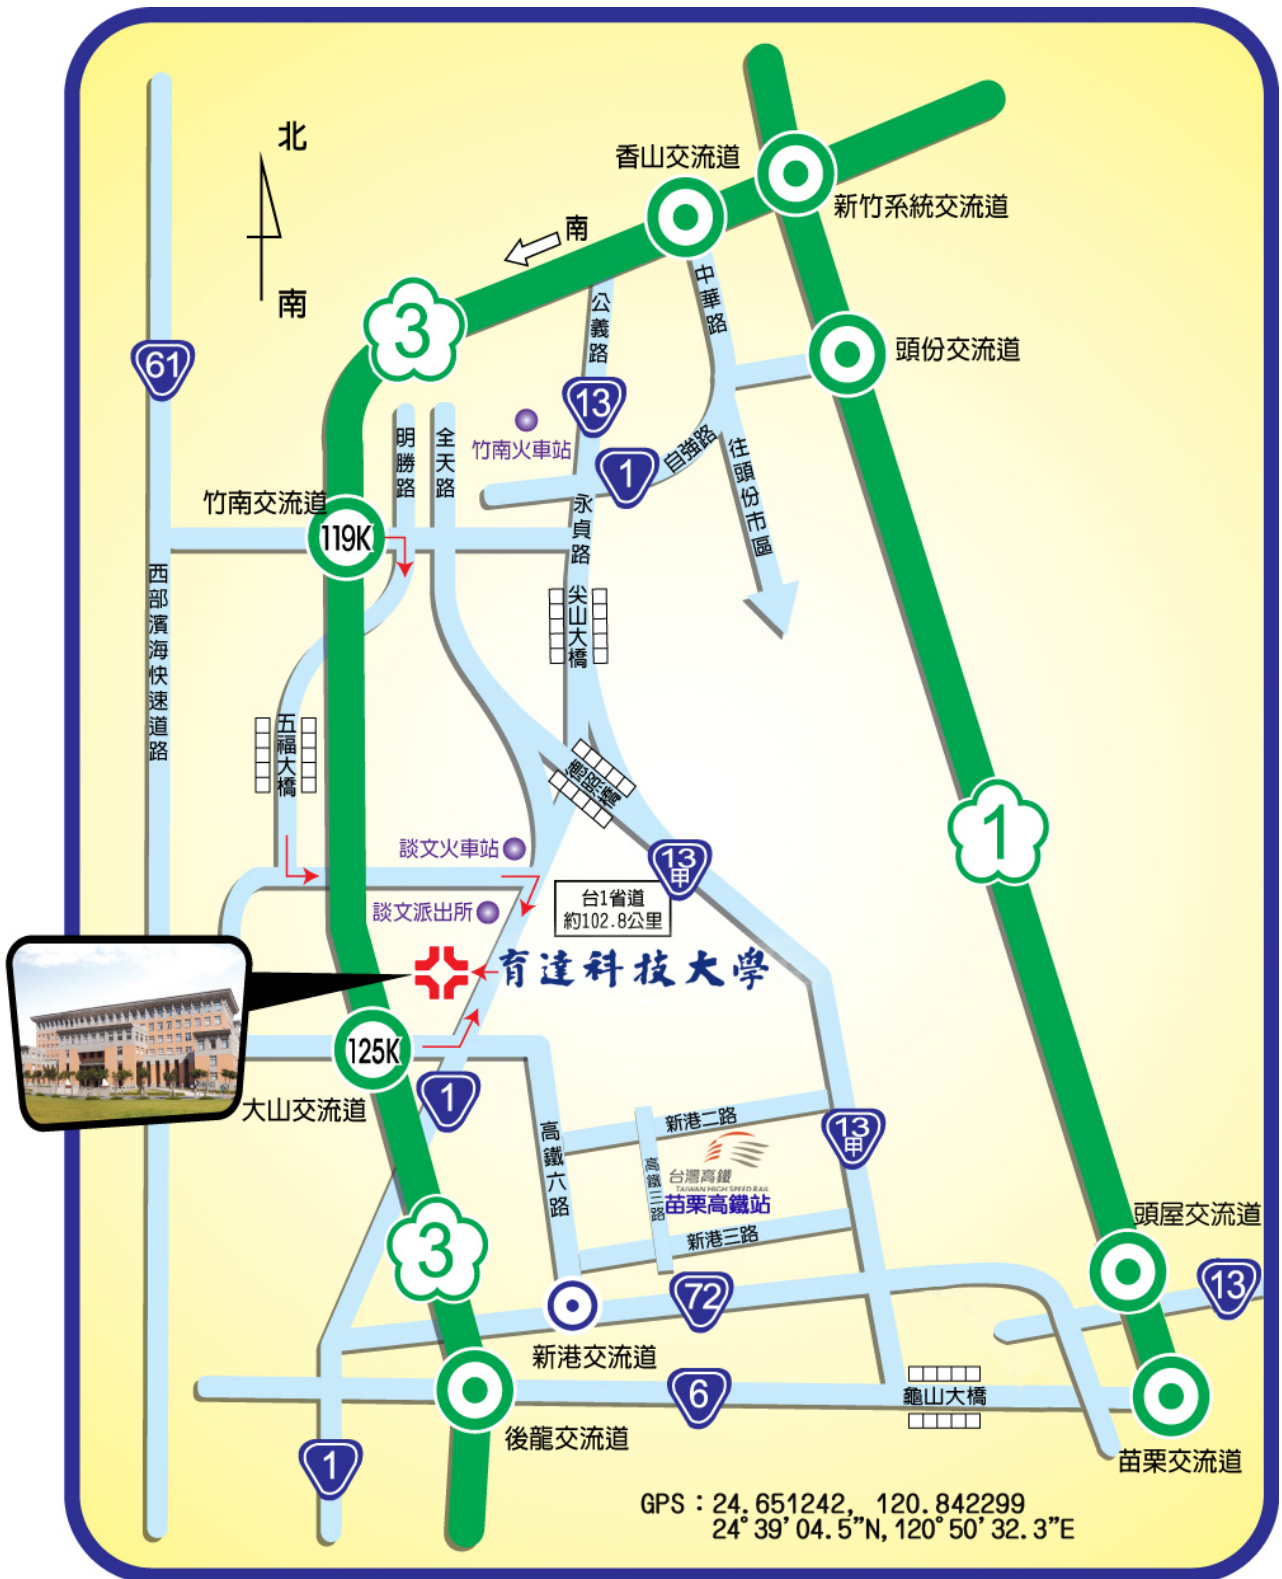 北
南
香山交流道
新竹系統交流道
南
3
公義路
中華路
61
13
頭份交流道
竹南火車站
明勝路
全天路
1
自強路
往頭份市區
竹南交流道
119K
永貞路
西部濱海快速道路
尖山大橋
五福大橋
德昭橋
1
談文火車站
13甲
談文派出所
台1省道
約102.8公里
育達科技大學
125K
大山交流道
1
高鐵六路
新港二路
13甲
高鐵三路
台灣高鐵
TAIWAN HIGH SPEED RAIL
苗栗高鐵站
新港三路
3
頭屋交流道
13
72
新港交流道
6
龜山大橋
後龍交流道
1
苗栗交流道
GPS：24.651242, 120.842299
24°39'04.5"N, 120°50'32.3"E